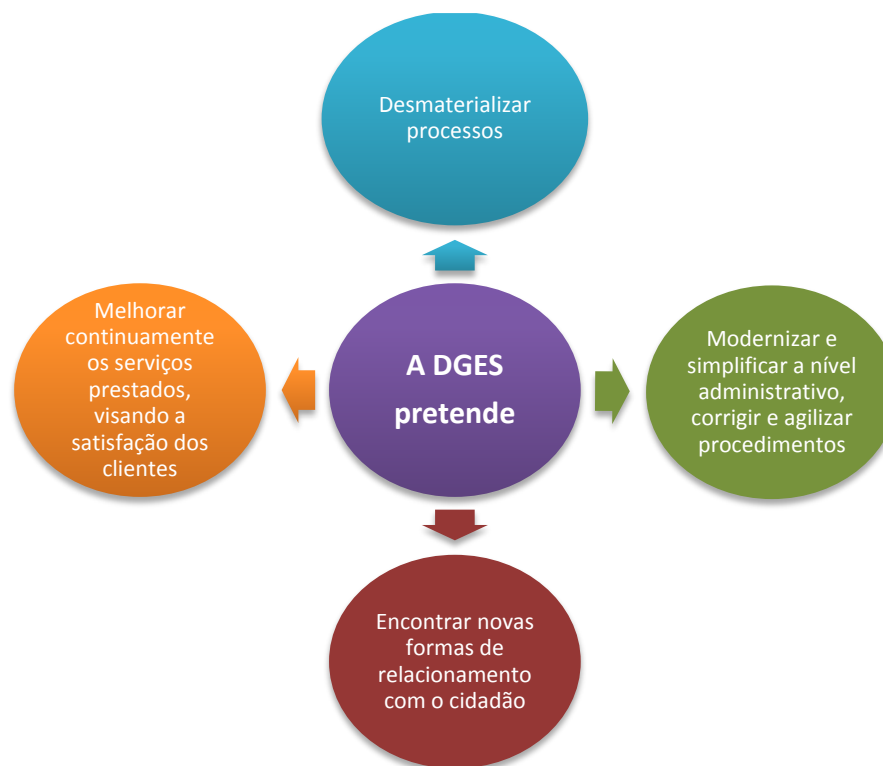 Desmaterializar
processos
Melhorar
continuamente
os serviços
prestados,
visando a
satisfação dos
clientes
A DGES
pretende
Modernizar e
simplificar a nível
administrativo,
corrigir e agilizar
procedimentos
Encontrar novas
formas de
relacionamento
com o cidadão